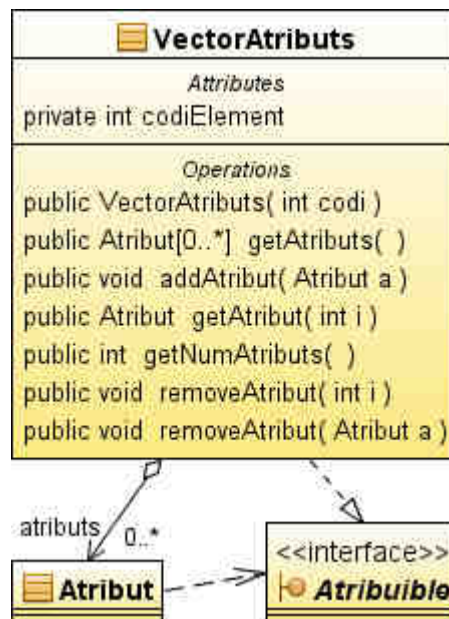 VectorAtributs
Attributes
private int codiElement
Operations
public VectorAtributs( int codi )
public Atribut[0..*] getAtributs( )
public void addAtribut( Atribut a )
public Atribut getAtribut( int i )
public int getNumAtributs( )
public void removeAtribut( int i )
public void removeAtribut( Atribut a )
atributs
0..*
<<interface>>
Atribut
Atribuible